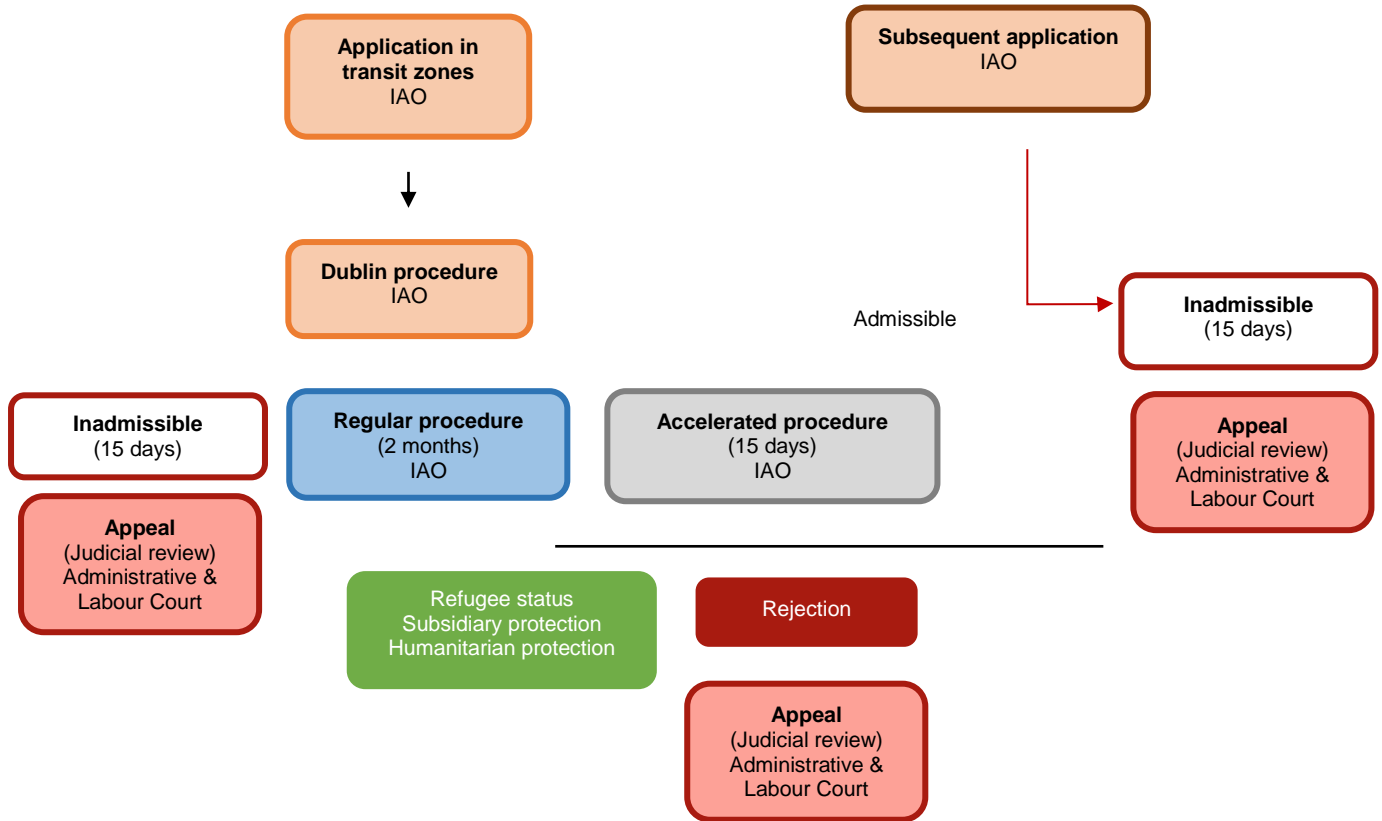 Application in
transit zones
IAO
Subsequent application
IAO
Dublin procedure
IAO
Admissible
Inadmissible
(15 days)
Inadmissible
(15 days)
Regular procedure
(2 months)
IAO
Accelerated procedure
(15 days)
IAO
Appeal
(Judicial review)
Administrative &
Labour Court
Appeal
(Judicial review)
Administrative &
Labour Court
Refugee status
Subsidiary protection
Humanitarian protection
Rejection
Appeal
(Judicial review)
Administrative &
Labour Court